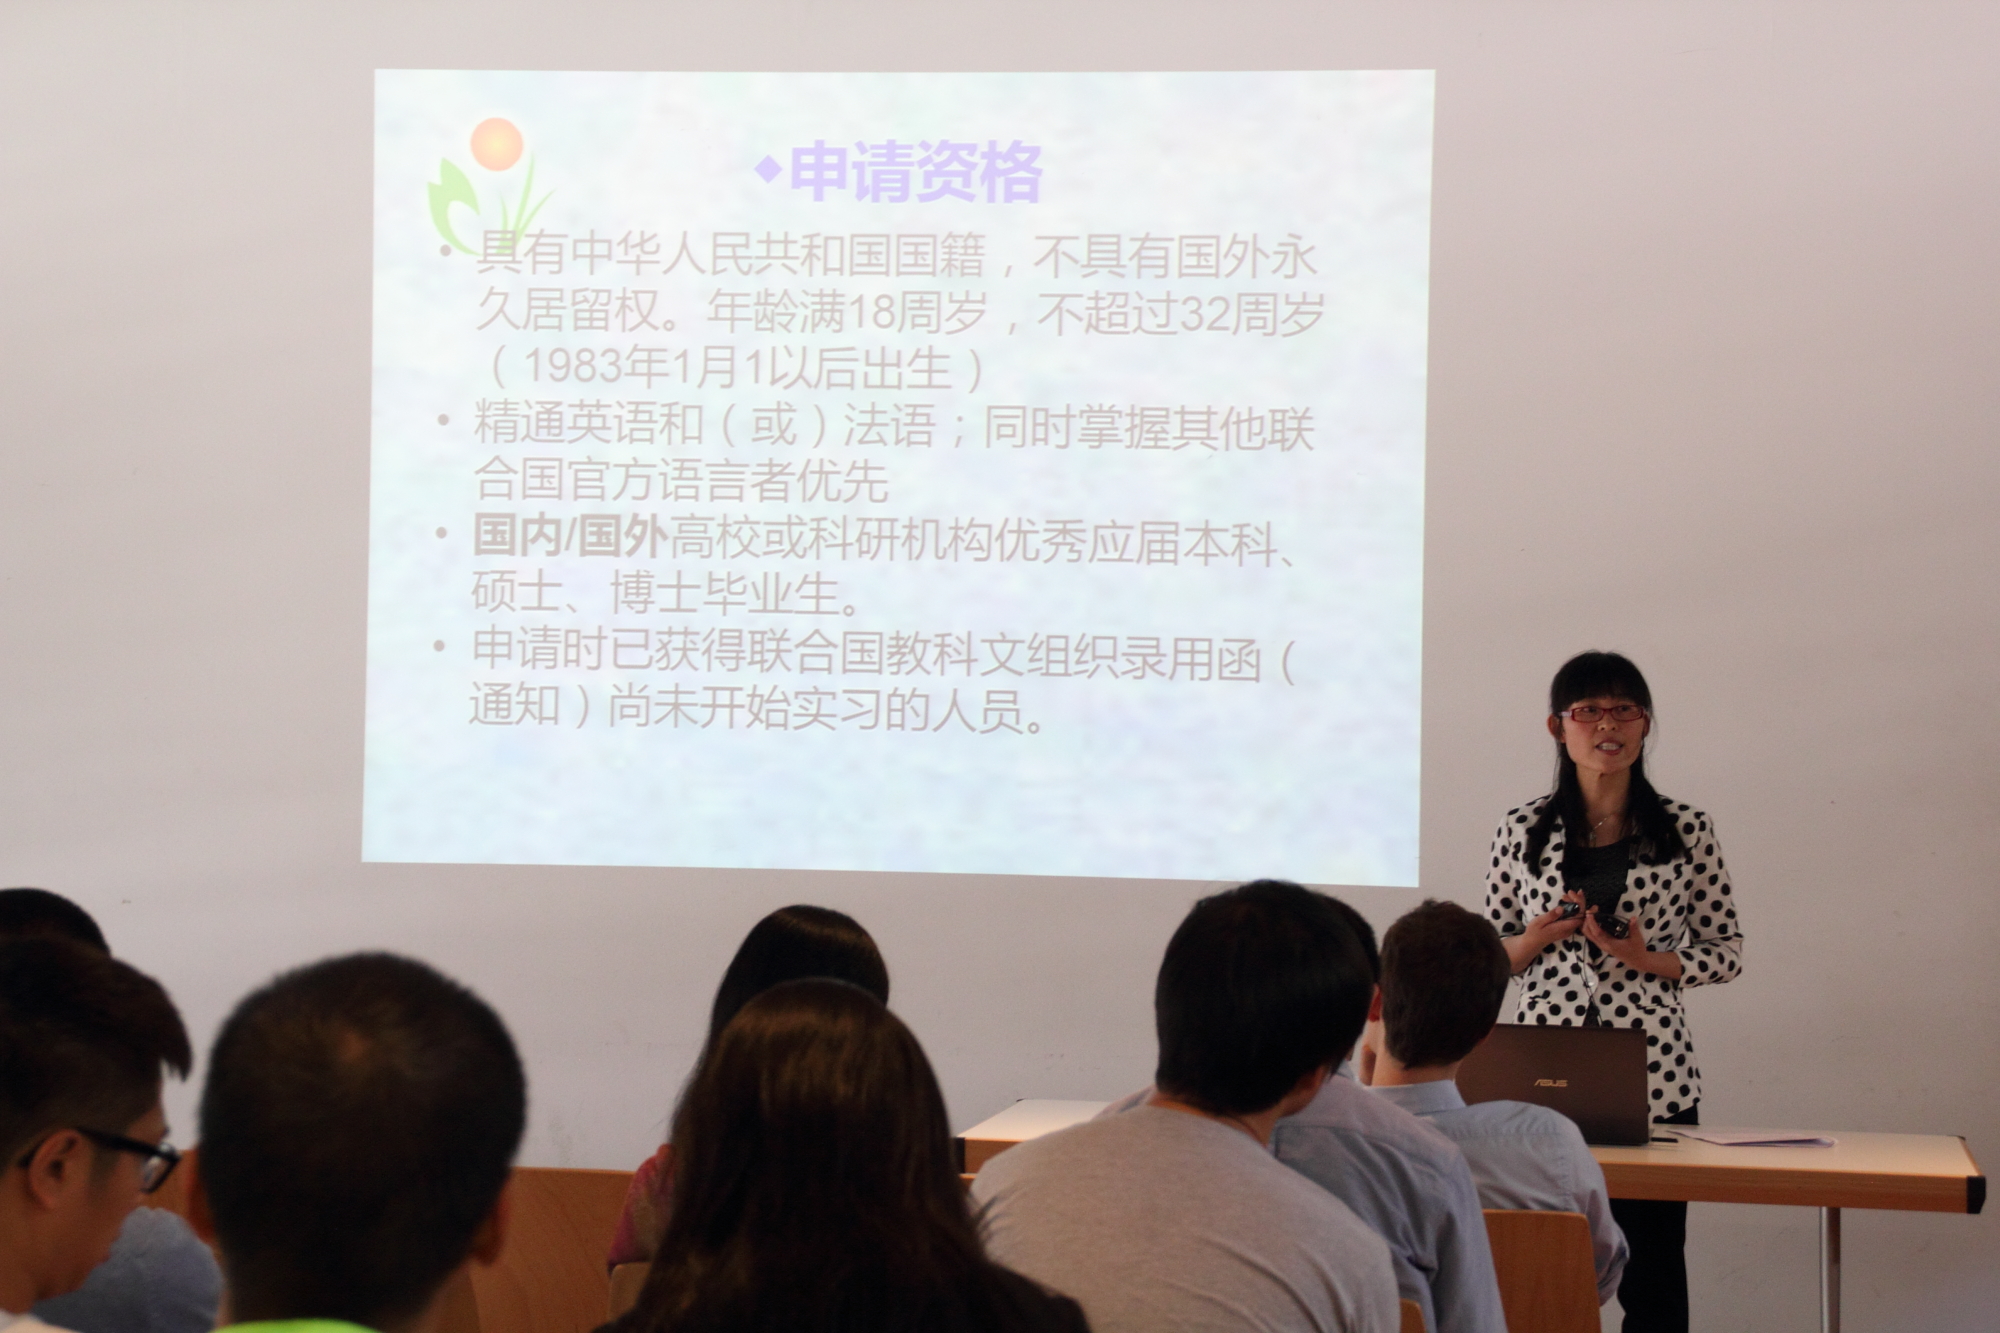 ◆申请资格
• 具有中华人民共和国国籍，不具有国外永
久居留权。年龄满18周岁，不超过32周岁
（1983年1月1以后出生）
• 精通英语和（或）法语；同时掌握其他联
合国官方语言者优先
• 国内/国外高校或科研机构优秀应届本科、
硕士、博士毕业生。
• 申请时已获得联合国教科文组织录用函（
通知）尚未开始实习的人员。
ASUS